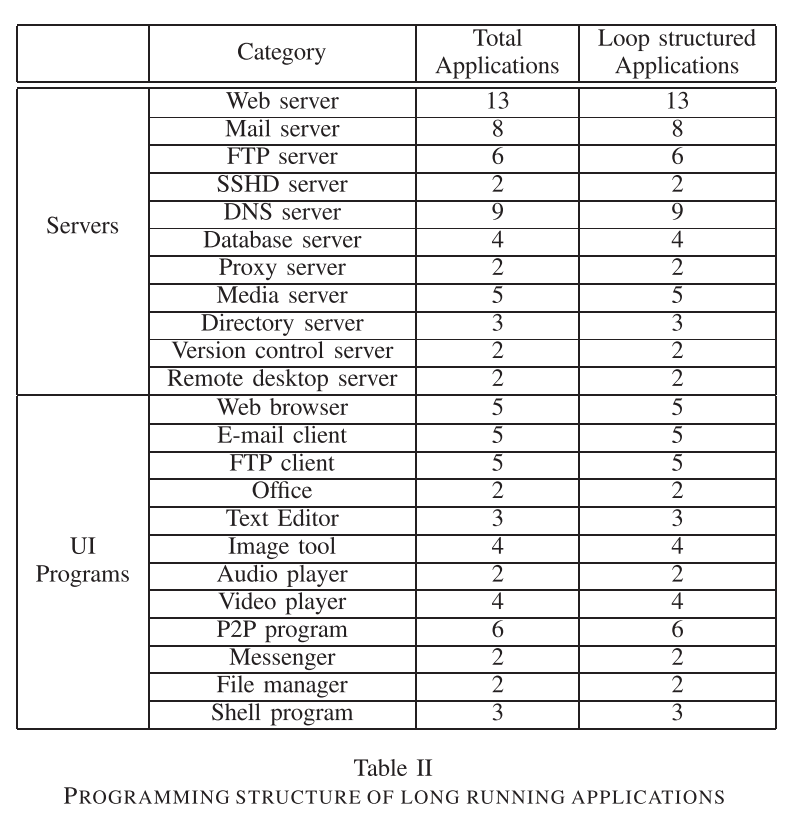 Category Total Applications Loop structured Applications
Servers
Web server 13 13
Mail server 8 8
FTP server 6 6
SSHD server 2 2
DNS server 9 9
Database server 4 4
Proxy server 2 2
Media server 5 5
Directory server 3 3
Version control server 2 2
Remote desktop server 2 2
UI Programs
Web browser 5 5
E-mail client 5 5
FTP client 5 5
Office 2 2
Text Editor 3 3
Image tool 4 4
Audio player 2 2
Video player 4 4
P2P program 6 6
Messenger 2 2
File manager 2 2
Shell program 3 3
Table II
PROGRAMMING STRUCTURE OF LONG RUNNING APPLICATIONS